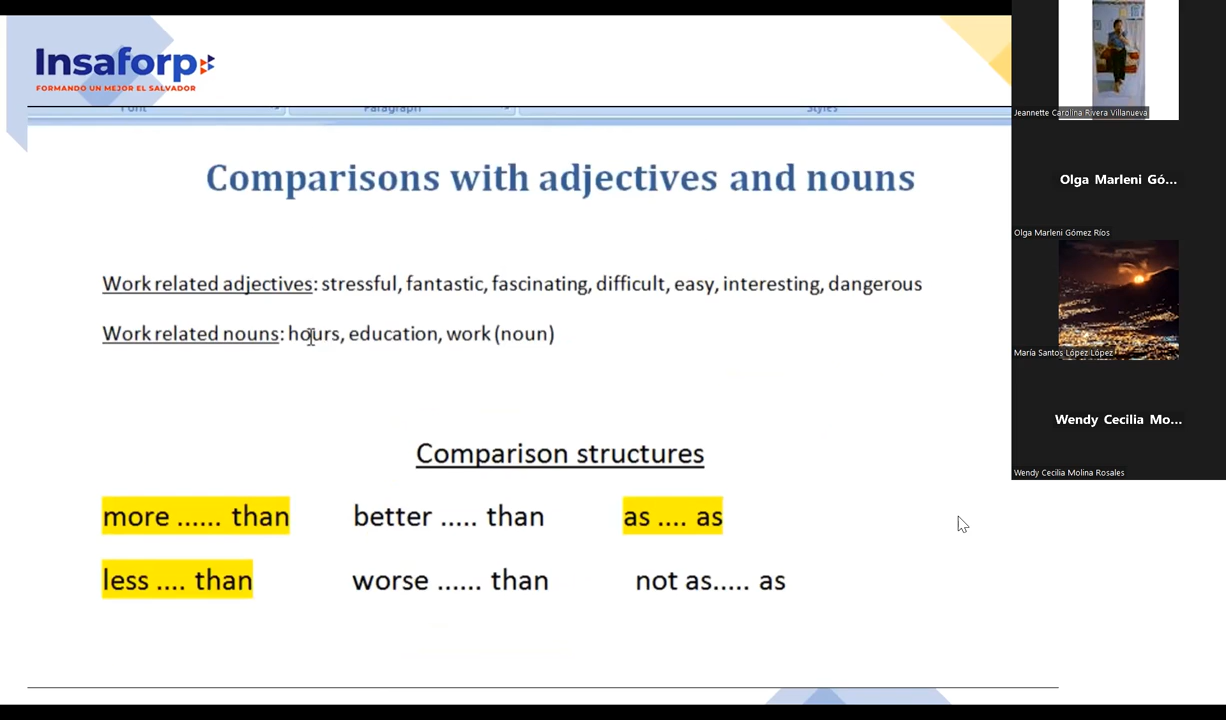 Insaforp
FORMANDO UN MEJOR EL SALVADOR
Font
Paragraph
Styles
Comparisons with adjectives and nouns
Work related adjectives: stressful, fantastic, fascinating, difficult, easy, interesting, dangerous
Work related nouns: hours, education, work (noun)
Comparison structures
more ...... than
better ..... than
as .... as
less .... than
worse ...... than
not as..... as
Jeannette Carolina Rivera Villanueva
Olga Marleni Gó...
Olga Marleni Gómez Ríos
María Santos López López
Wendy Cecilia Mo...
Wendy Cecilia Molina Rosales